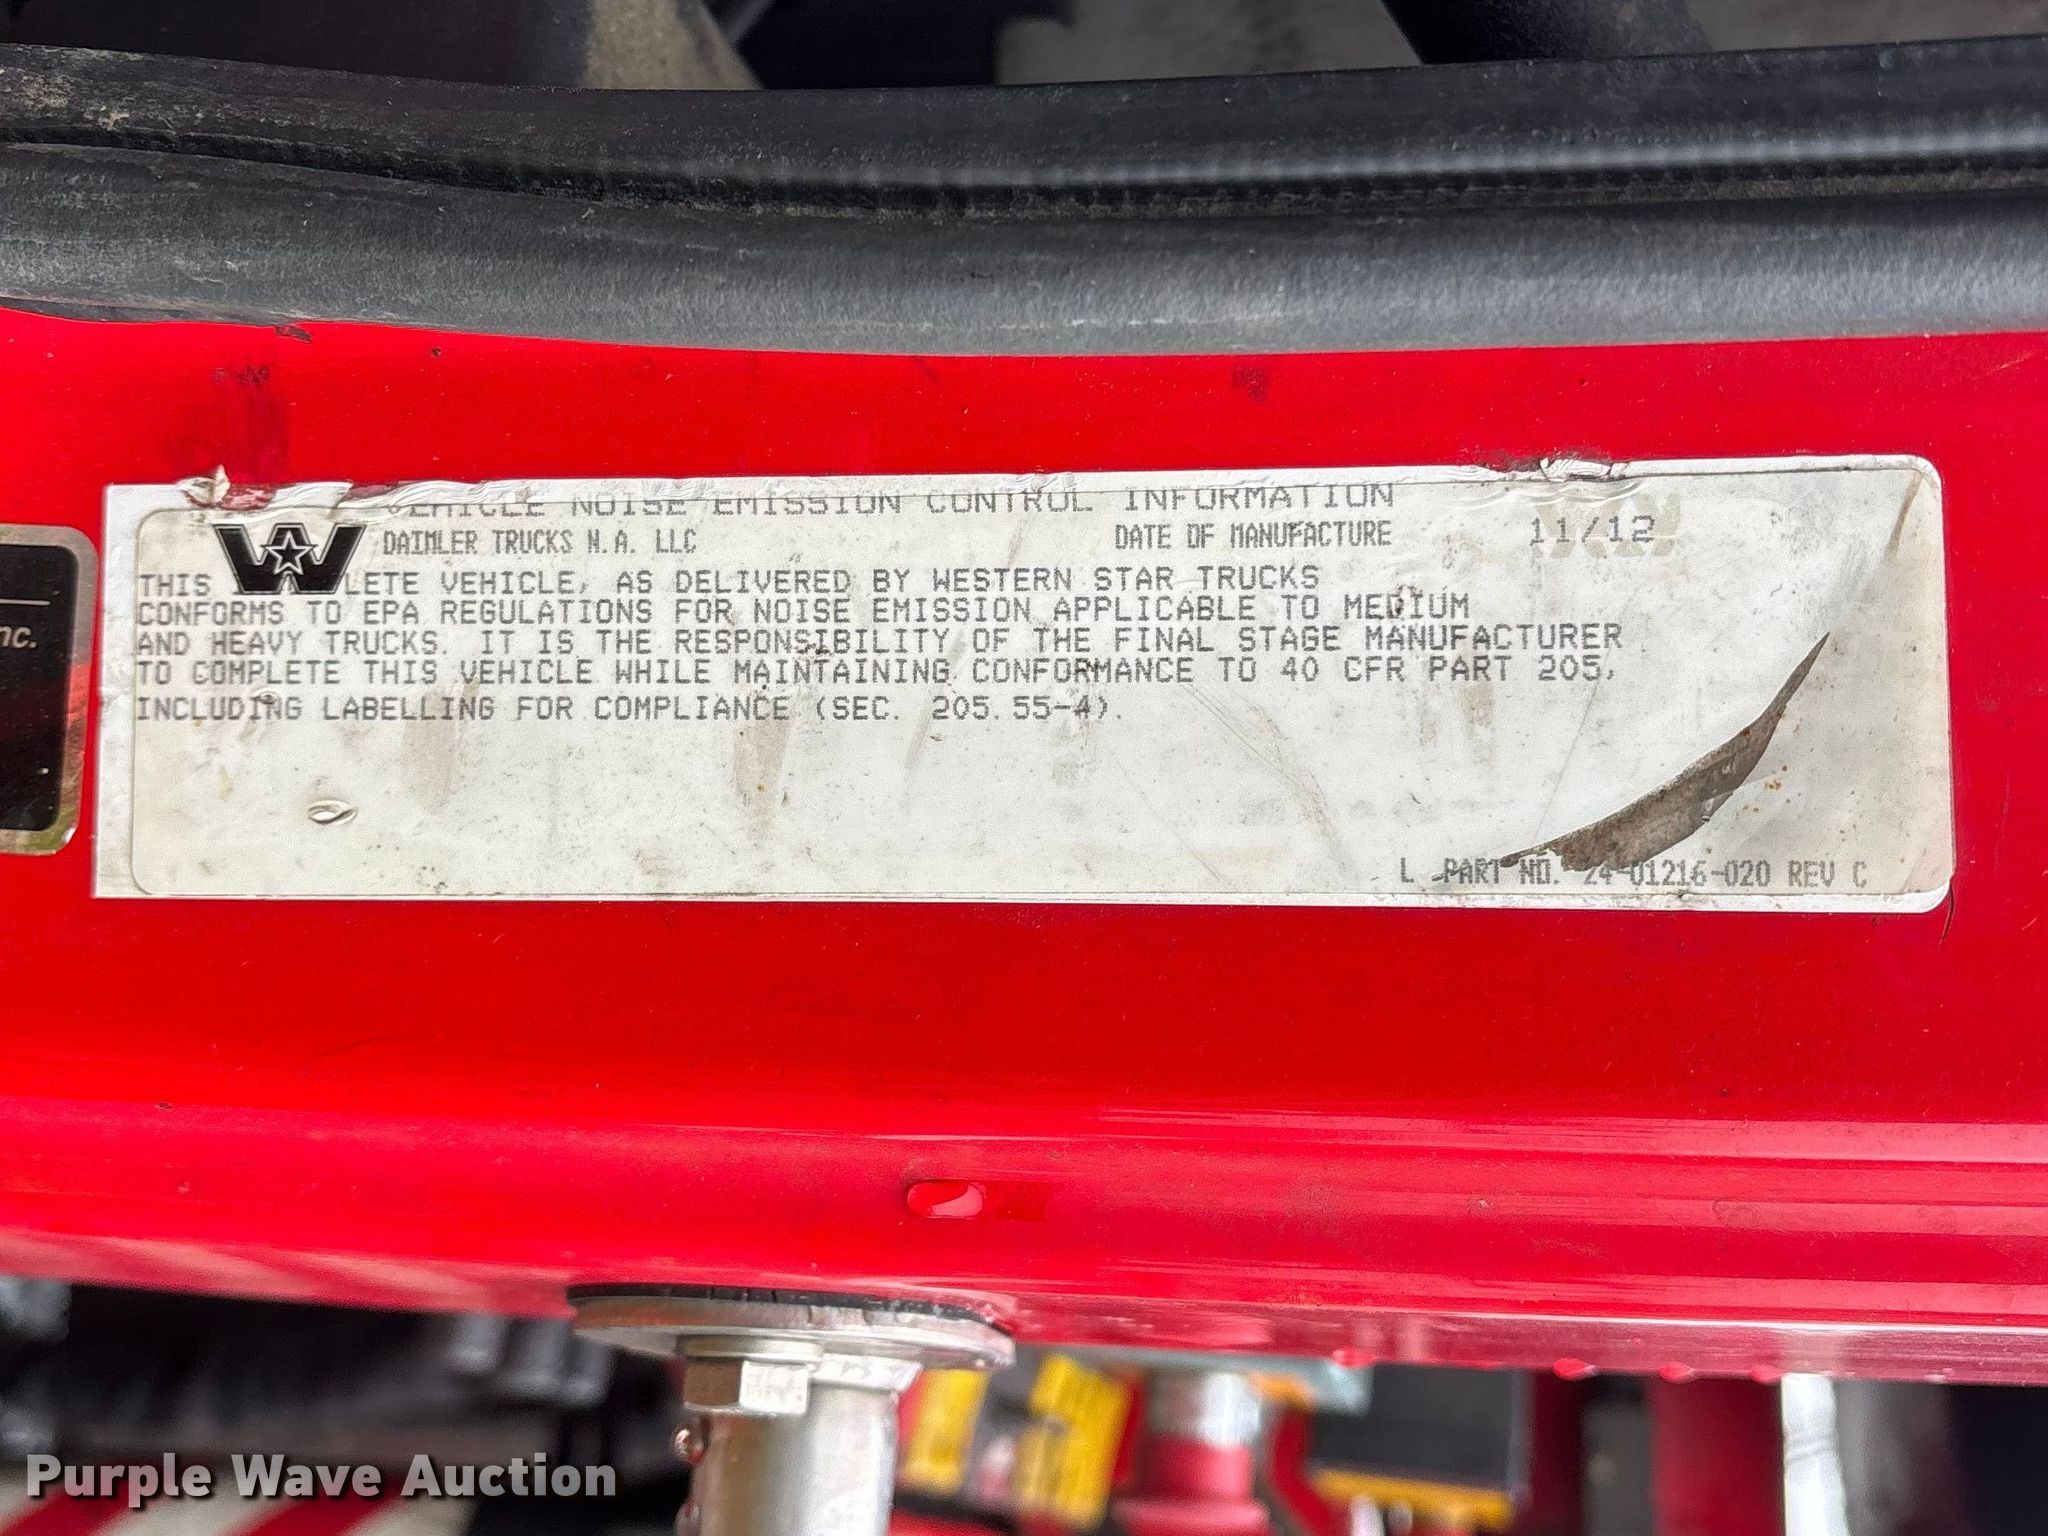 VEHICLE NOISE EMISSION CONTROL INFORMATION
DAIMLER TRUCKS N.A. LLC DATE OF MANUFACTURE 11/12
THIS LETE VEHICLE, AS DELIVERED BY WESTERN STAR TRUCKS
CONFORMS TO EPA REGULATIONS FOR NOISE EMISSION APPLICABLE TO MEDIUM
AND HEAVY TRUCKS. IT IS THE RESPONSIBILITY OF THE FINAL STAGE MANUFACTURER
TO COMPLETE THIS VEHICLE WHILE MAINTAINING CONFORMANCE TO 40 CFR PART 205,
INCLUDING LABELLING FOR COMPLIANCE (SEC. 205.55-4).
L PART NO. 24-01216-020 REV C
nc.
Purple Wave Auction